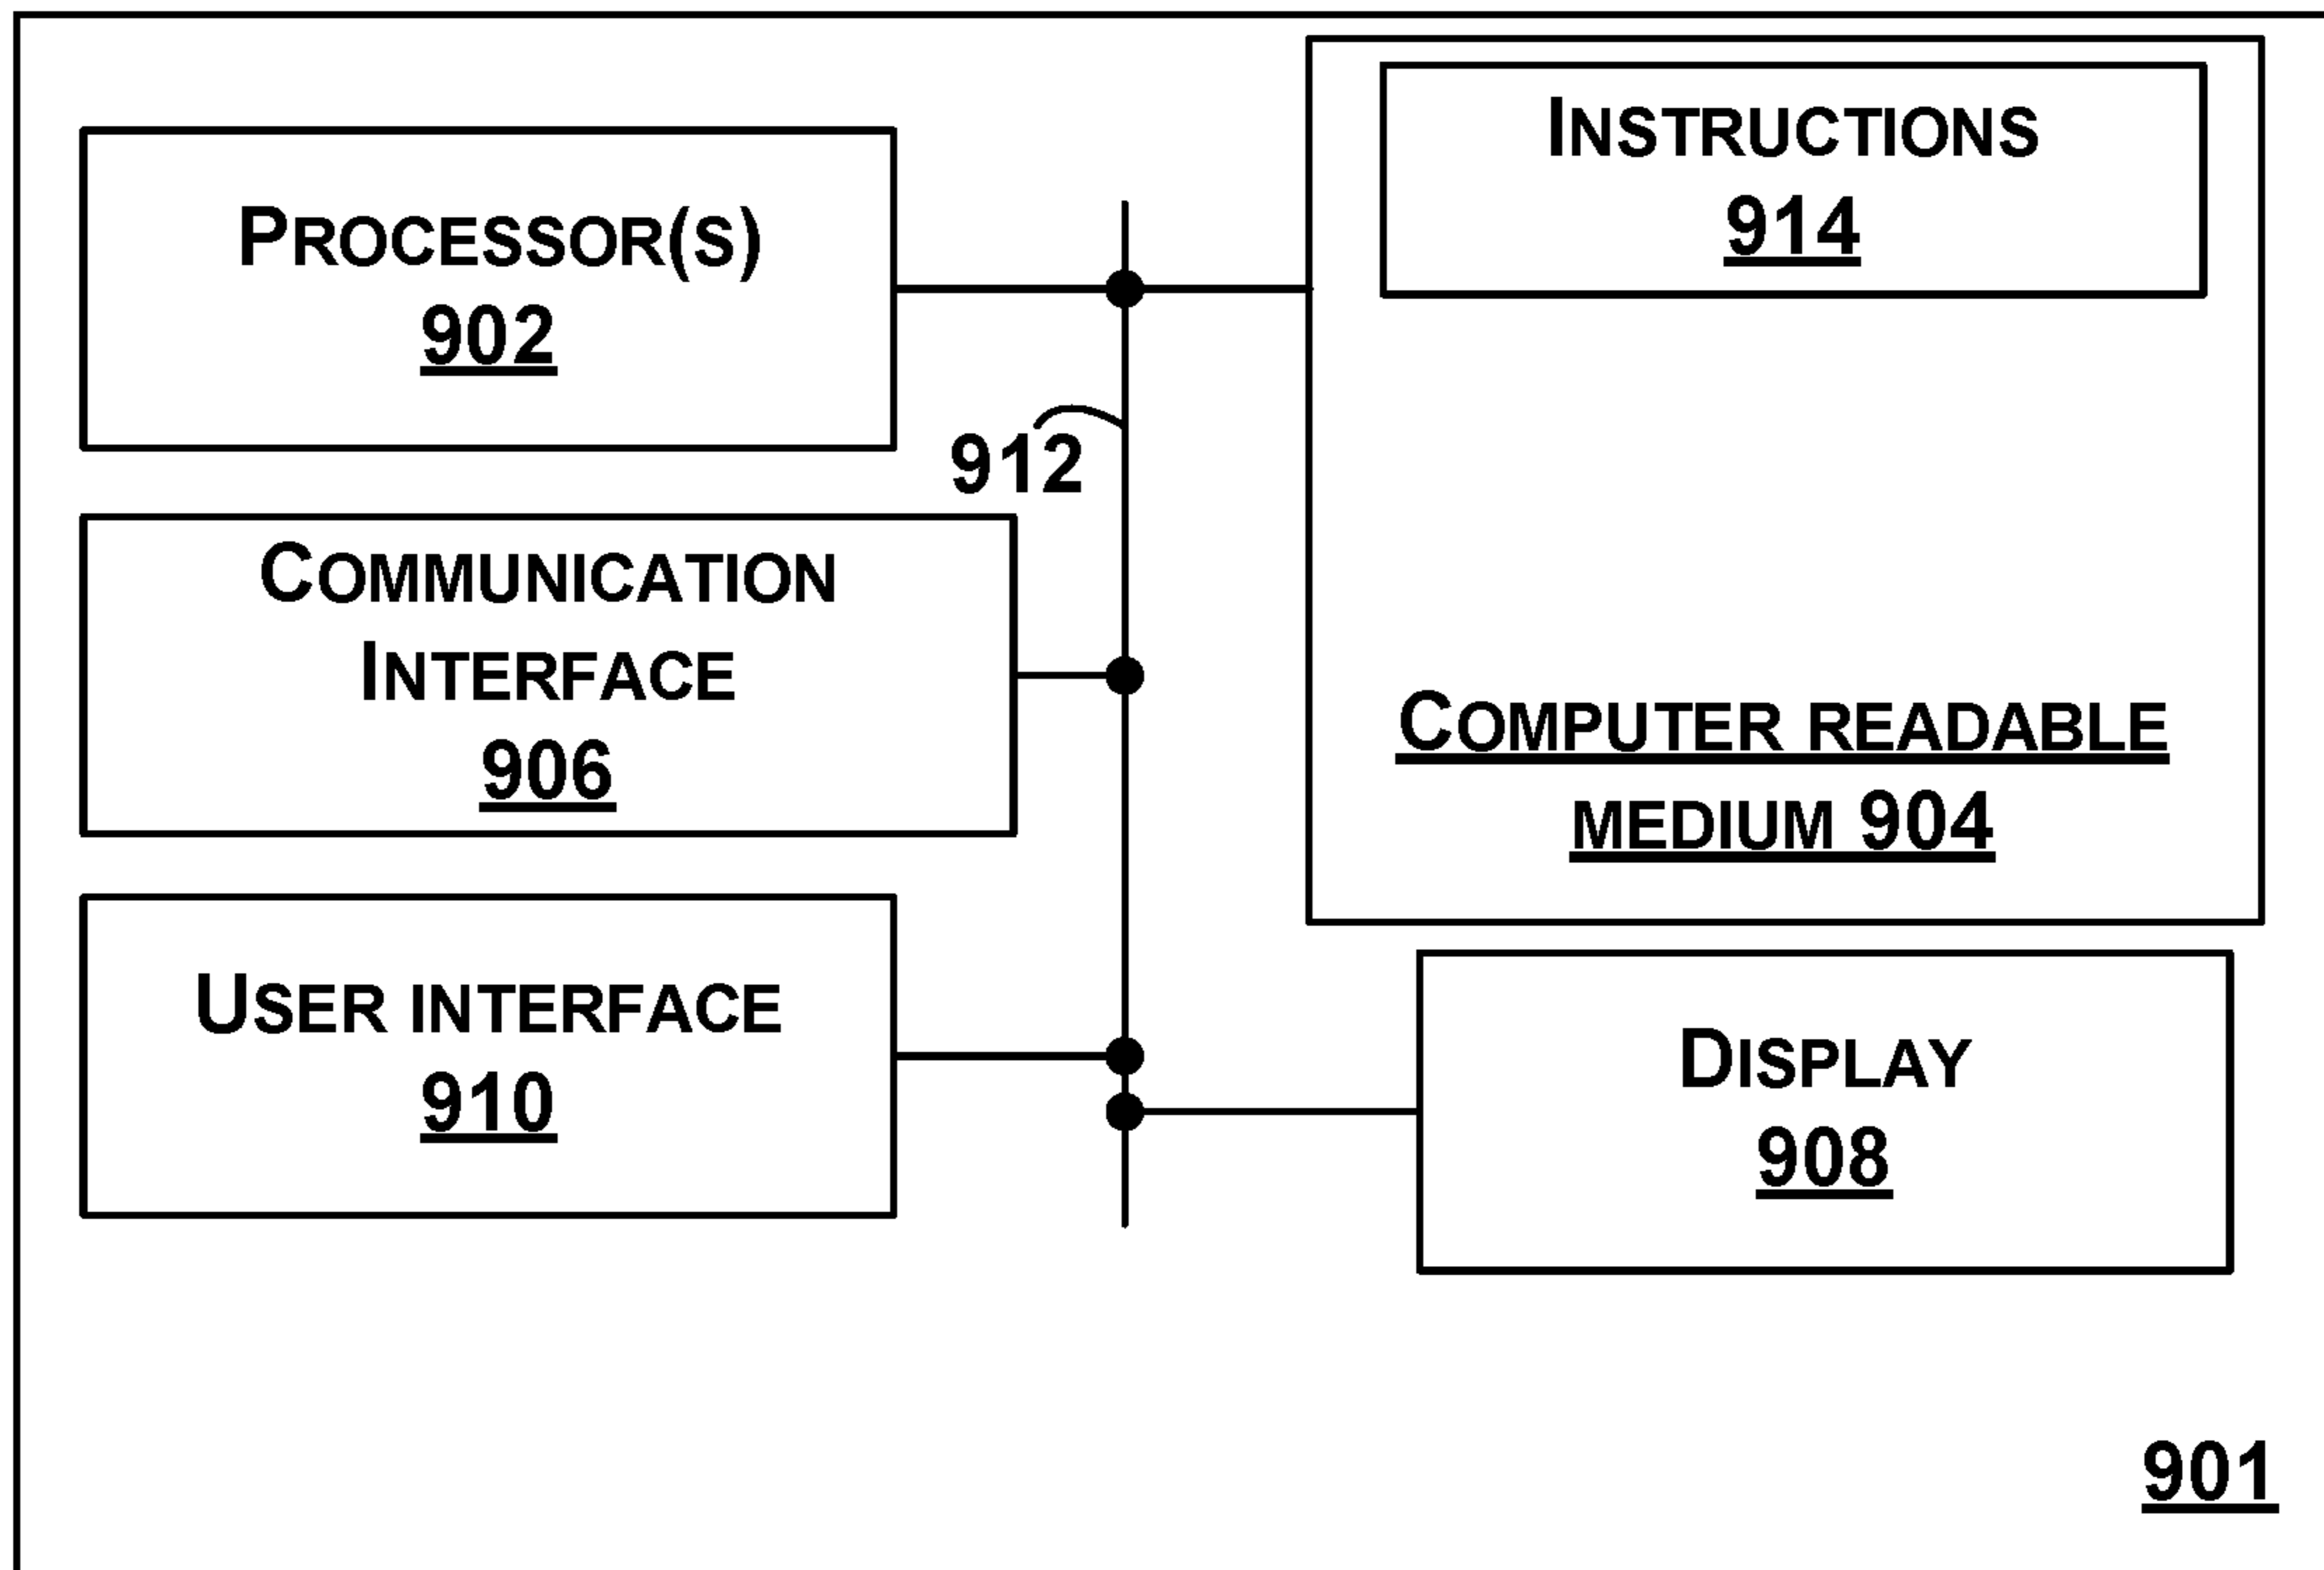 PROCESSOR(S)
902
INSTRUCTIONS
914
912
COMMUNICATION
INTERFACE
906
COMPUTER READABLE
MEDIUM 904
USER INTERFACE
910
DISPLAY
908
901